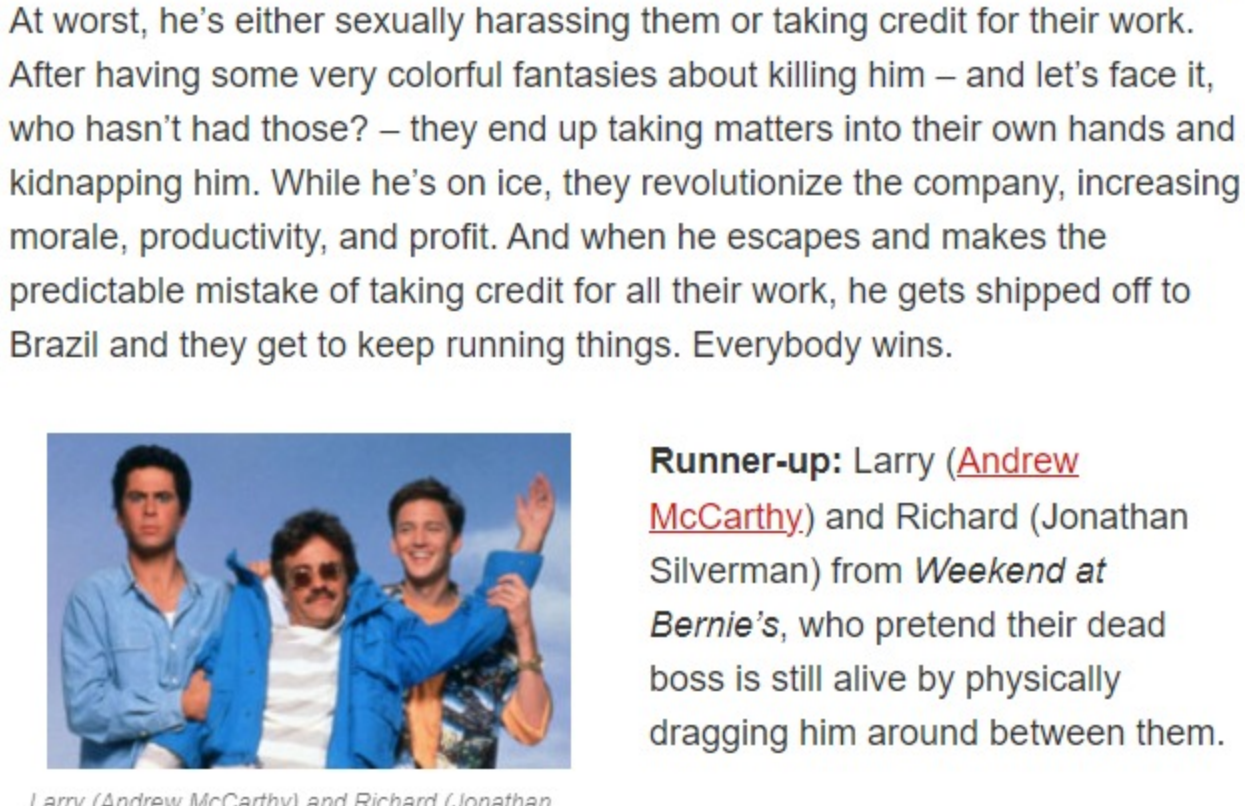 At worst, he’s either sexually harassing them or taking credit for their work.
After having some very colorful fantasies about killing him – and let’s face it,
who hasn’t had those? – they end up taking matters into their own hands and
kidnapping him. While he’s on ice, they revolutionize the company, increasing
morale, productivity, and profit. And when he escapes and makes the
predictable mistake of taking credit for all their work, he gets shipped off to
Brazil and they get to keep running things. Everybody wins.
Runner-up: Larry (Andrew
McCarthy) and Richard (Jonathan
Silverman) from Weekend at
Bernie’s, who pretend their dead
boss is still alive by physically
dragging him around between them.
Larry (Andrew McCarthy) and Richard (Jonathan